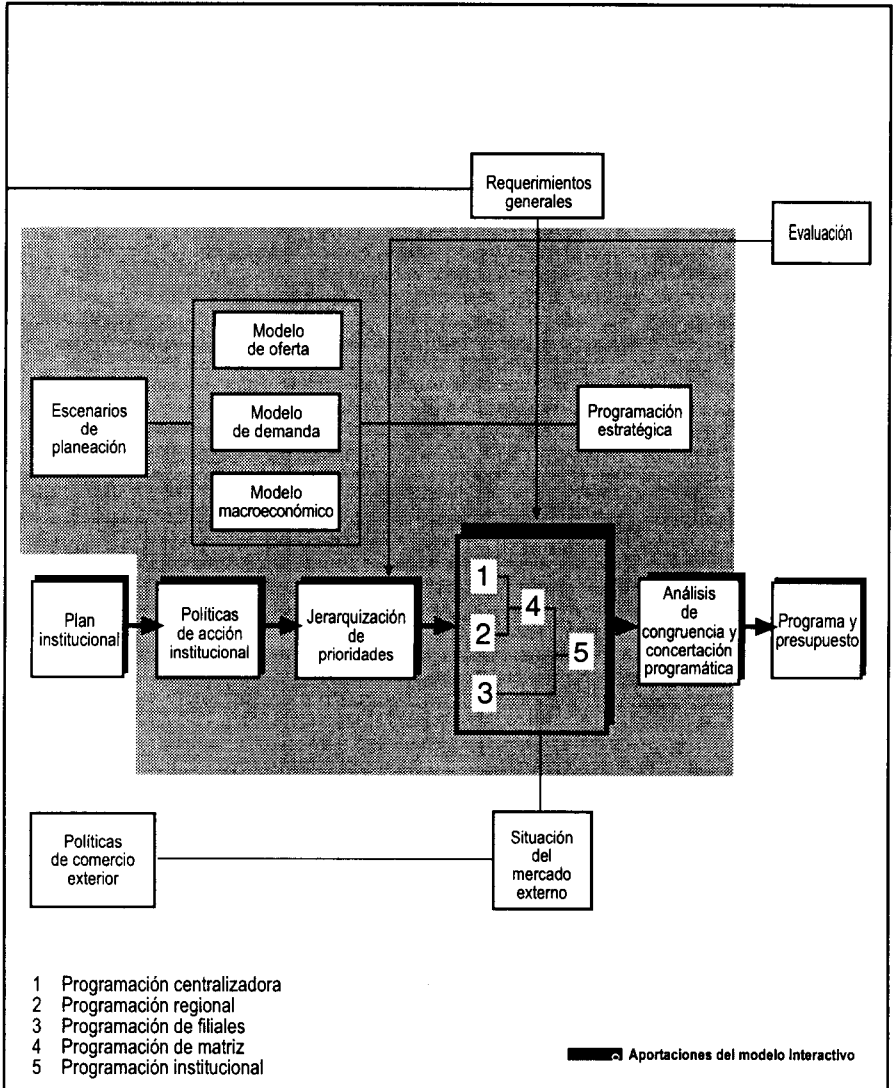 Requerimientos
generales
Evaluación
Modelo
de oferta
Escenarios
de
planeación
Modelo
de demanda
Programación
estratégica
Modelo
macroeconómico
Plan
institucional
Políticas
de acción
institucional
Jerarquización
de
prioridades
1
2
3
4
5
Análisis
de
congruencia y
concertación
programática
Programa y
presupuesto
Políticas
de comercio
exterior
Situación
del
mercado
externo
1 Programación centralizadora
2 Programación regional
3 Programación de filiales
4 Programación de matriz
5 Programación institucional
Aportaciones del modelo Interactivo